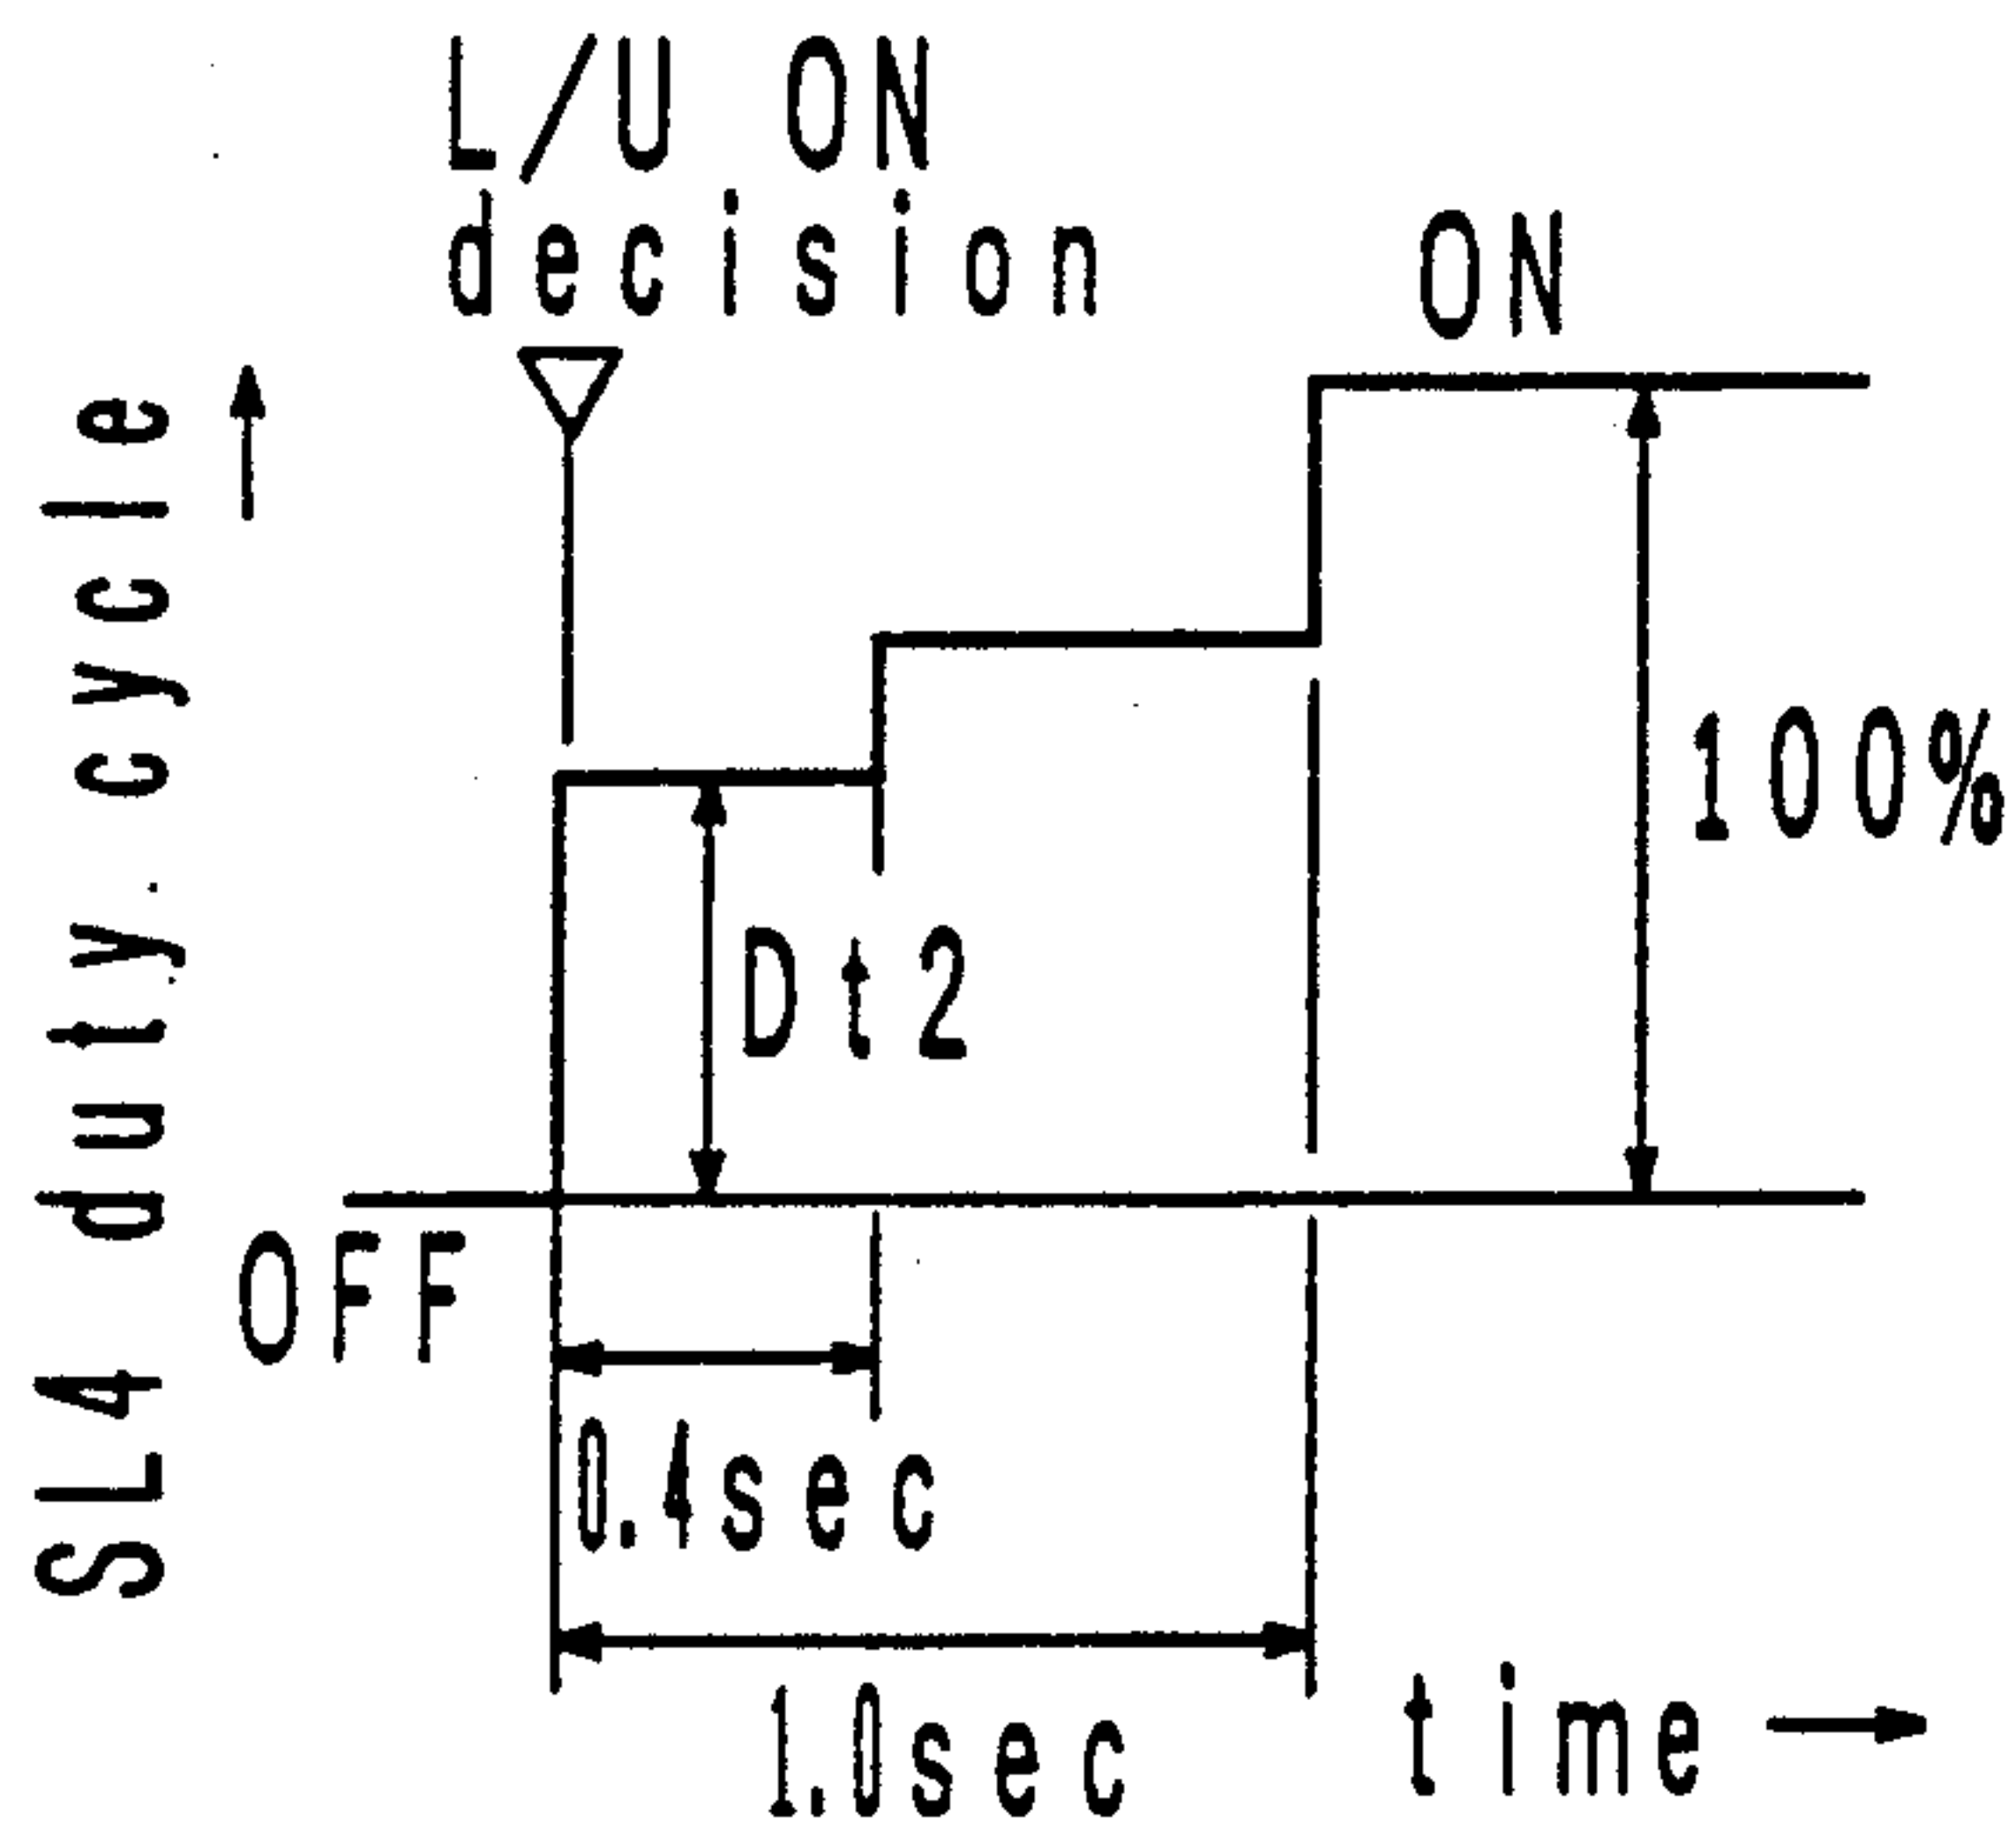 L/U ON
decision
ON
SL4 duty.cycle
100%
Dt2
OFF
0.4sec
1.0sec
time